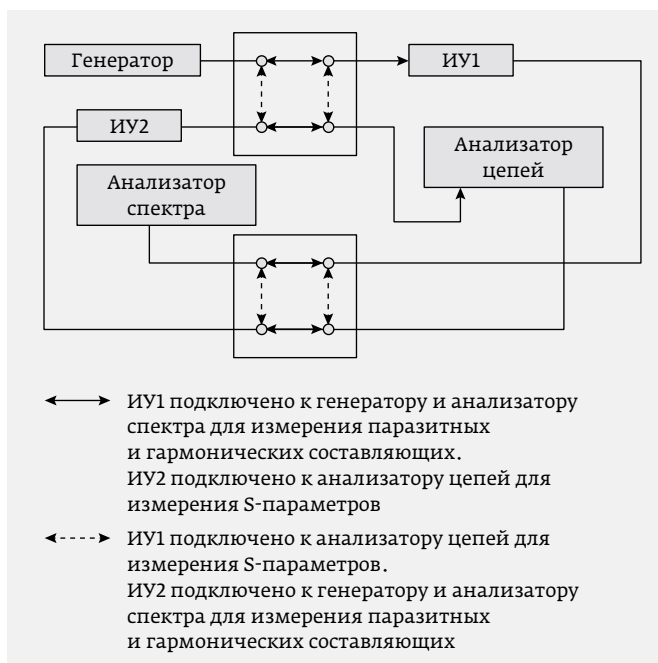 Генератор
ИУ1
ИУ2
Анализатор
цепей
Анализатор
спектра
ИУ1 подключено к генератору и анализатору
спектра для измерения паразитных
и гармонических составляющих.
ИУ2 подключено к анализатору цепей для
измерения S-параметров
ИУ1 подключено к анализатору цепей для
измерения S-параметров.
ИУ2 подключено к генератору и анализатору
спектра для измерения паразитных
и гармонических составляющих